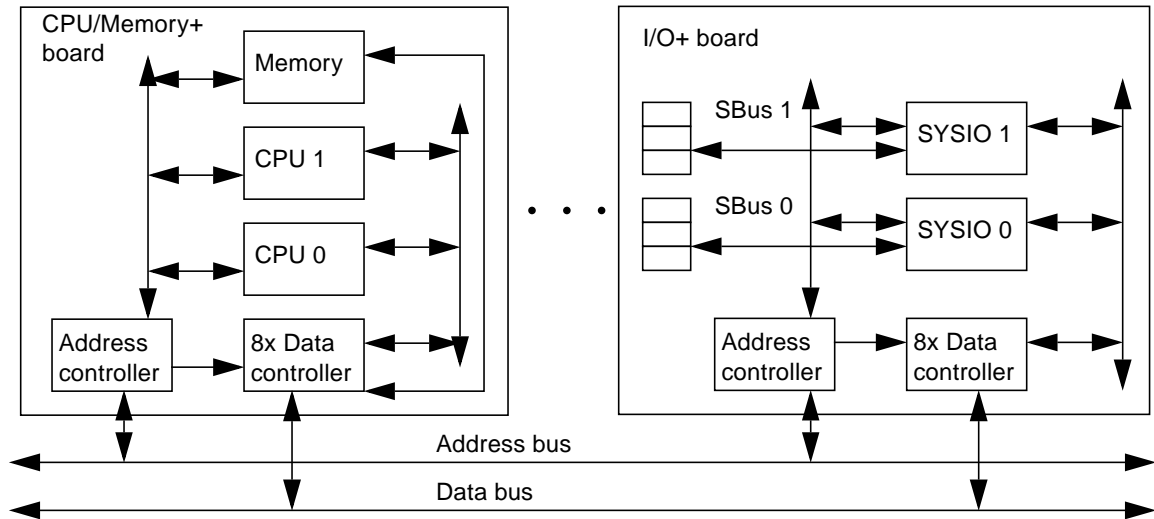 CPU/Memory+
board
Memory
CPU 1
CPU 0
Address
controller
8x Data
controller
. . .
I/O+ board
SBus 1
SYSIO 1
SBus 0
SYSIO 0
Address
controller
8x Data
controller
Address bus
Data bus